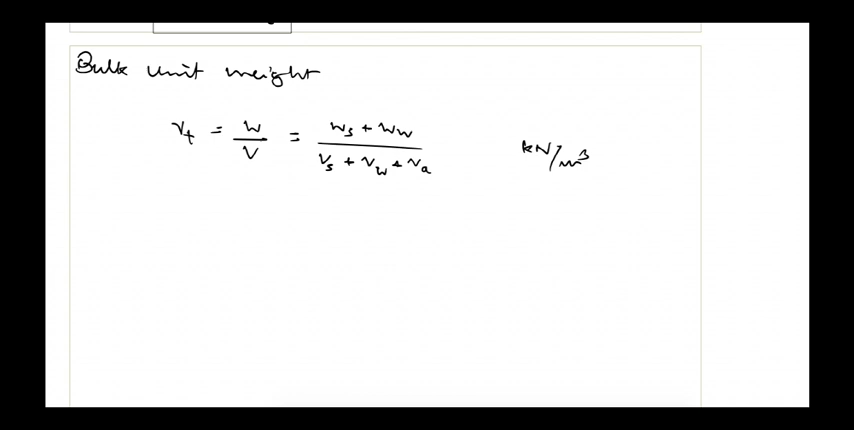 Bulk unit weight
γt = W/V = Ws + Ww / Vs + Vw + Va kN/m³